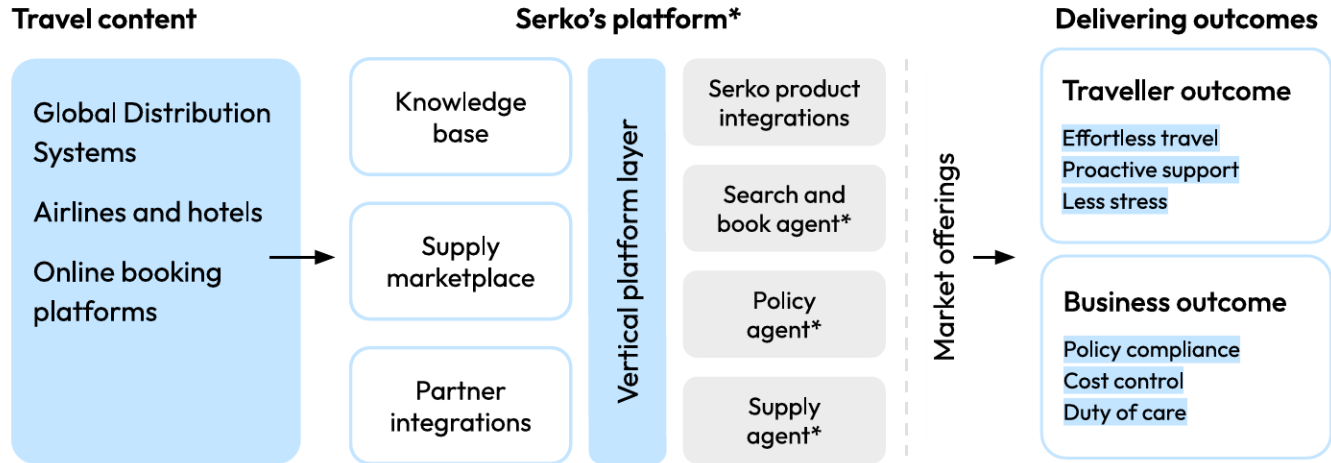 Travel content
Global Distribution
Systems
Airlines and hotels
Online booking
platforms
Serko’s platform*
Knowledge
base
Supply
marketplace
Partner
integrations
Vertical platform layer
Serko product
integrations
Search and
book agent*
Policy
agent*
Supply
agent*
Market offerings
Delivering outcomes
Traveller outcome
Effortless travel
Proactive support
Less stress
Business outcome
Policy compliance
Cost control
Duty of care